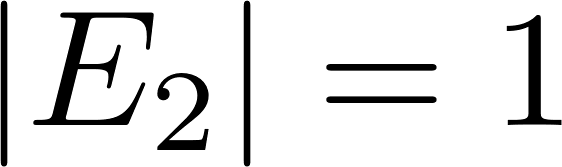 |E₂| = 1